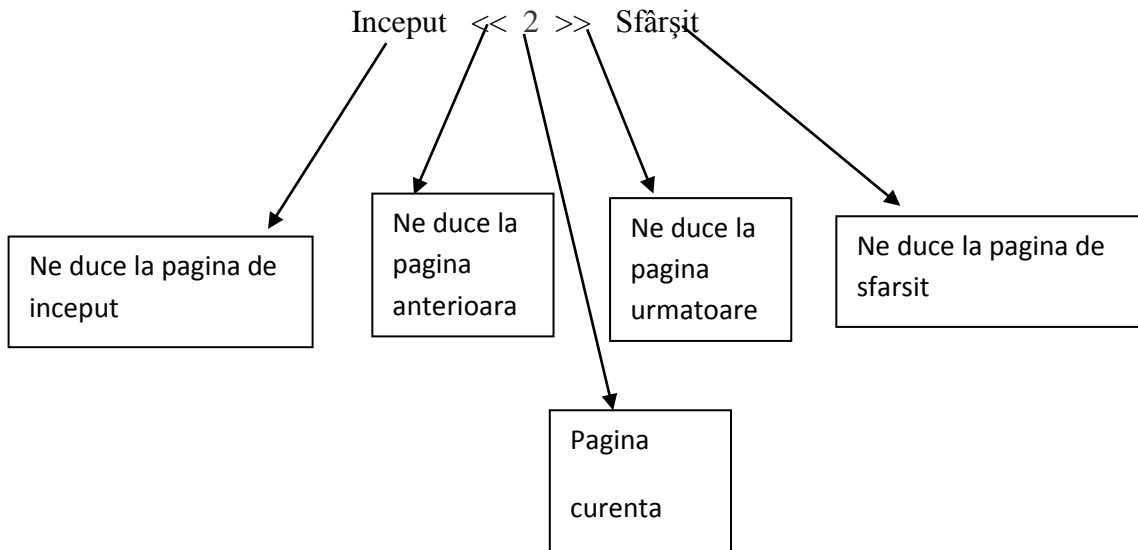 Inceput << 2 >> Sfârşit
Ne duce la pagina de
inceput
Ne duce la
pagina
anterioara
Ne duce la
pagina
urmatoare
Ne duce la pagina de
sfarsit
Pagina
curenta